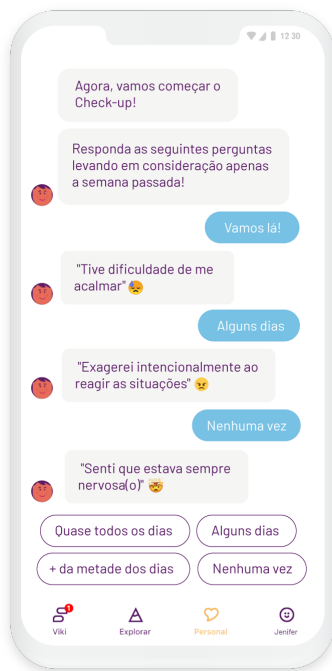 12 30
Agora, vamos começar o
Check-up!
Responda as seguintes perguntas
levando em consideração apenas
a semana passada!
Vamos lá!
"Tive dificuldade de me
acalmar" 😓
Alguns dias
"Exagerei intencionalmente ao
reagir as situações" 😠
Nenhuma vez
"Senti que estava sempre
nervosa(o)" 🤯
Quase todos os dias
Alguns dias
+ da metade dos dias
Nenhuma vez
1
Viki
Explorar
Personal
Jenifer